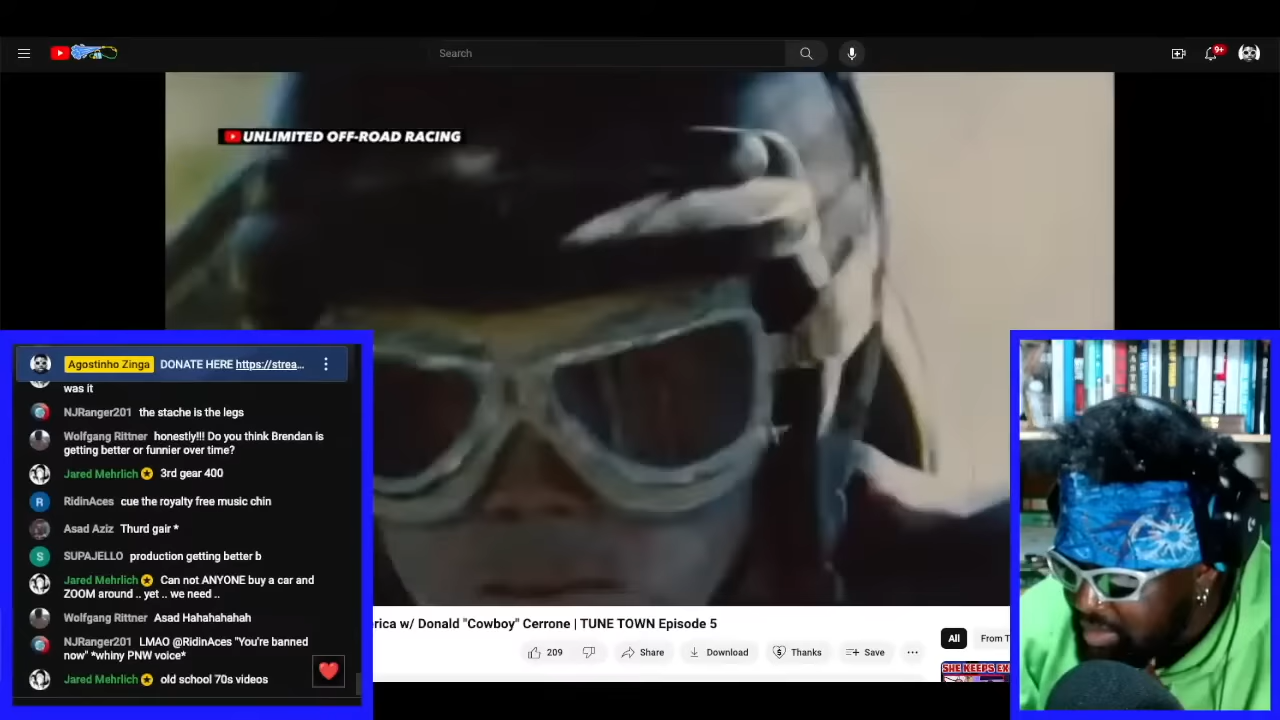 Search
9+
UNLIMITED OFF-ROAD RACING
Agostinho Zinga DONATE HERE https://strea...
was it
NJRanger201 the stache is the legs
Wolfgang Rittner honestly!!! Do you think Brendan is
getting better or funnier over time?
Jared Mehrlich 3rd gear 400
R RidinAces cue the royalty free music chin
Asad Aziz Thurd gair *
S SUPAJELLO production getting better b
Jared Mehrlich Can not ANYONE buy a car and
ZOOM around .. yet .. we need ..
Wolfgang Rittner Asad Hahahahahah
NJRanger201 LMAO @RidinAces "You're banned
now" *whiny PNW voice*
Jared Mehrlich old school 70s videos
rica w/ Donald "Cowboy" Cerrone | TUNE TOWN Episode 5
209 Share Download Thanks Save
All From T
SHE KEEPS EX